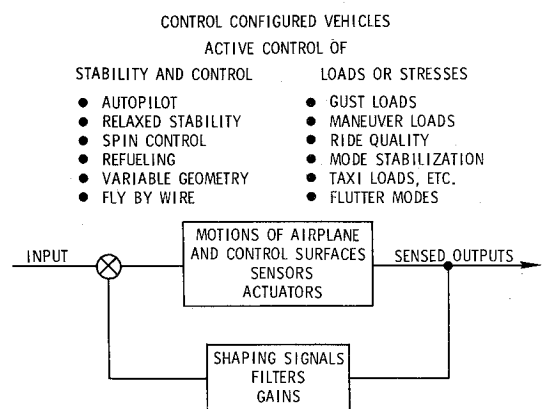 CONTROL CONFIGURED VEHICLES
ACTIVE CONTROL OF
STABILITY AND CONTROL
● AUTOPILOT
● RELAXED STABILITY
● SPIN CONTROL
● REFUELING
● VARIABLE GEOMETRY
● FLY BY WIRE
LOADS OR STRESSES
● GUST LOADS
● MANEUVER LOADS
● RIDE QUALITY
● MODE STABILIZATION
● TAXI LOADS, ETC.
● FLUTTER MODES
INPUT
MOTIONS OF AIRPLANE
AND CONTROL SURFACES
SENSORS
ACTUATORS
SENSED OUTPUTS
SHAPING SIGNALS
FILTERS
GAINS